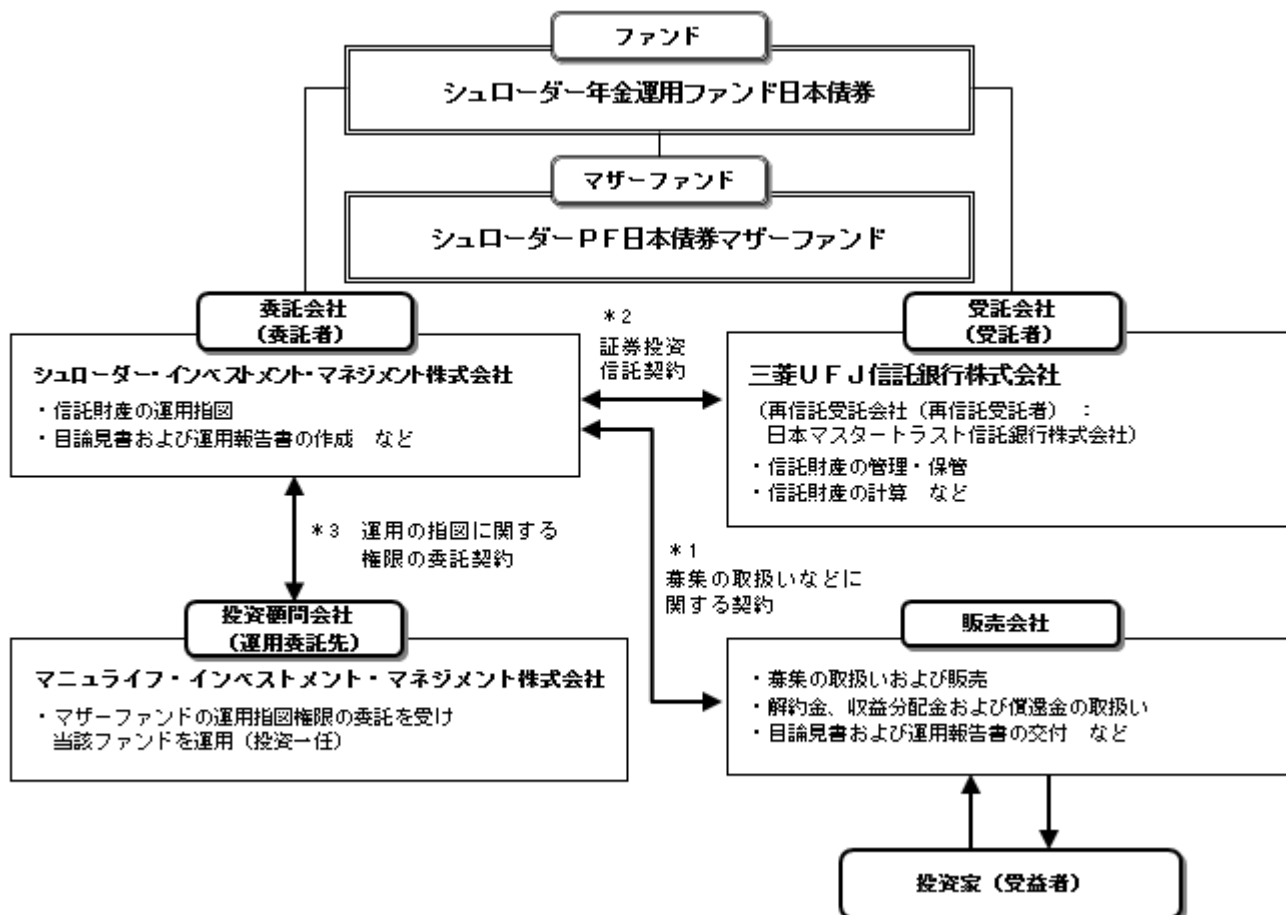 ファンド
シュローダー年金運用ファンド日本債券
マザーファンド
シュローダーPF日本債券マザーファンド
委託会社
(委託者)
シュローダー・インベストメント・マネジメント株式会社
・信託財産の運用指図
・目論見書および運用報告書の作成 など
*2
証券投資
信託契約
受託会社
(受託者)
三菱UFJ信託銀行株式会社
(再信託受託会社(再信託受託者) :
日本マスタートラスト信託銀行株式会社)
・信託財産の管理・保管
・信託財産の計算 など
*3 運用の指図に関する
権限の委託契約
*1
募集の取扱いなどに
関する契約
投資顧問会社
(運用委託先)
マニュライフ・インベストメント・マネジメント株式会社
・マザーファンドの運用指図権限の委託を受け
当該ファンドを運用(投資一任)
販売会社
・募集の取扱いおよび販売
・解約金、収益分配金および償還金の取扱い
・目論見書および運用報告書の交付 など
投資家(受益者)